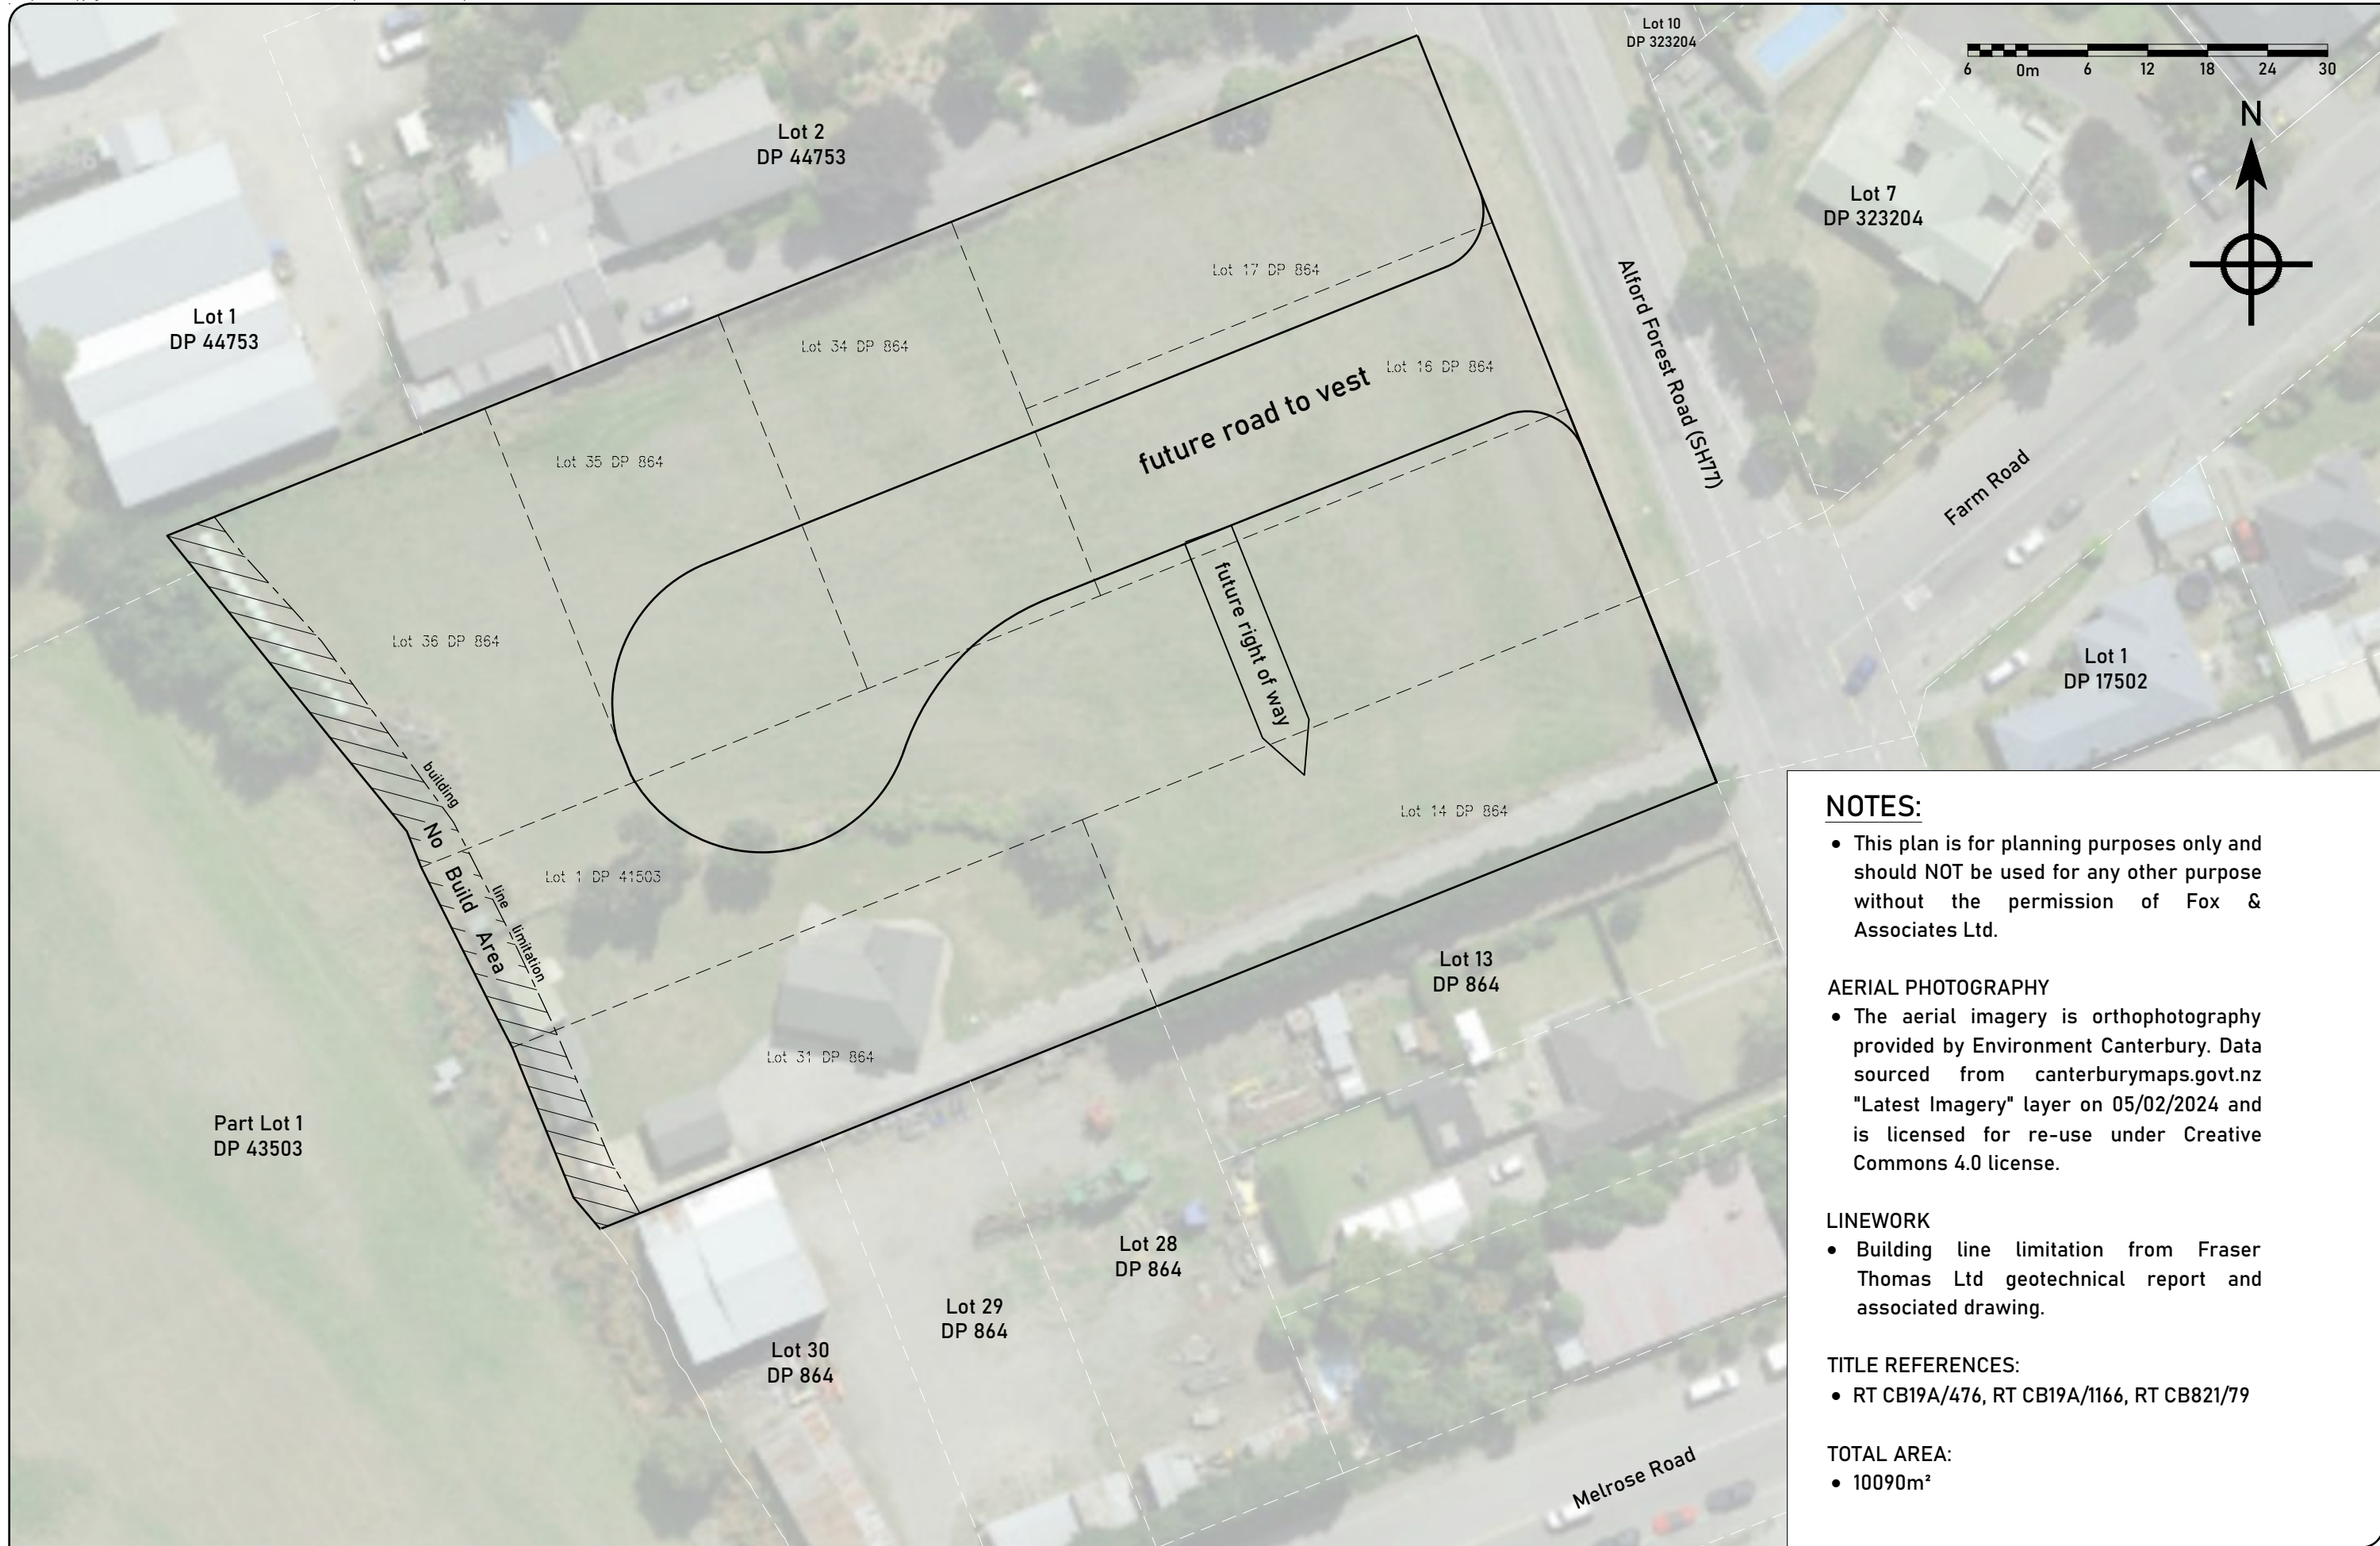 Lot 10
DP 323204
6 0m 6 12 18 24 30
N
Lot 2
DP 44753
Lot 7
DP 323204
Lot 1
DP 44753
Lot 17 DP 864
Lot 34 DP 864
Lot 16 DP 864
future road to vest
Alford Forest Road (SH77)
Lot 35 DP 864
Farm Road
Lot 36 DP 864
future right of way
Lot 1
DP 17502
building
line
limitation
No
Build
Area
Lot 14 DP 864
Lot 1 DP 41503
Lot 13
DP 864
Lot 31 DP 864
Part Lot 1
DP 43503
Lot 28
DP 864
Lot 29
DP 864
Lot 30
DP 864
Melrose Road
NOTES:
• This plan is for planning purposes only and
should NOT be used for any other purpose
without the permission of Fox &
Associates Ltd.
AERIAL PHOTOGRAPHY
• The aerial imagery is orthophotography
provided by Environment Canterbury. Data
sourced from canterburymaps.govt.nz
"Latest Imagery" layer on 05/02/2024 and
is licensed for re-use under Creative
Commons 4.0 license.
LINEWORK
• Building line limitation from Fraser
Thomas Ltd geotechnical report and
associated drawing.
TITLE REFERENCES:
• RT CB19A/476, RT CB19A/1166, RT CB821/79
TOTAL AREA:
• 10090m²